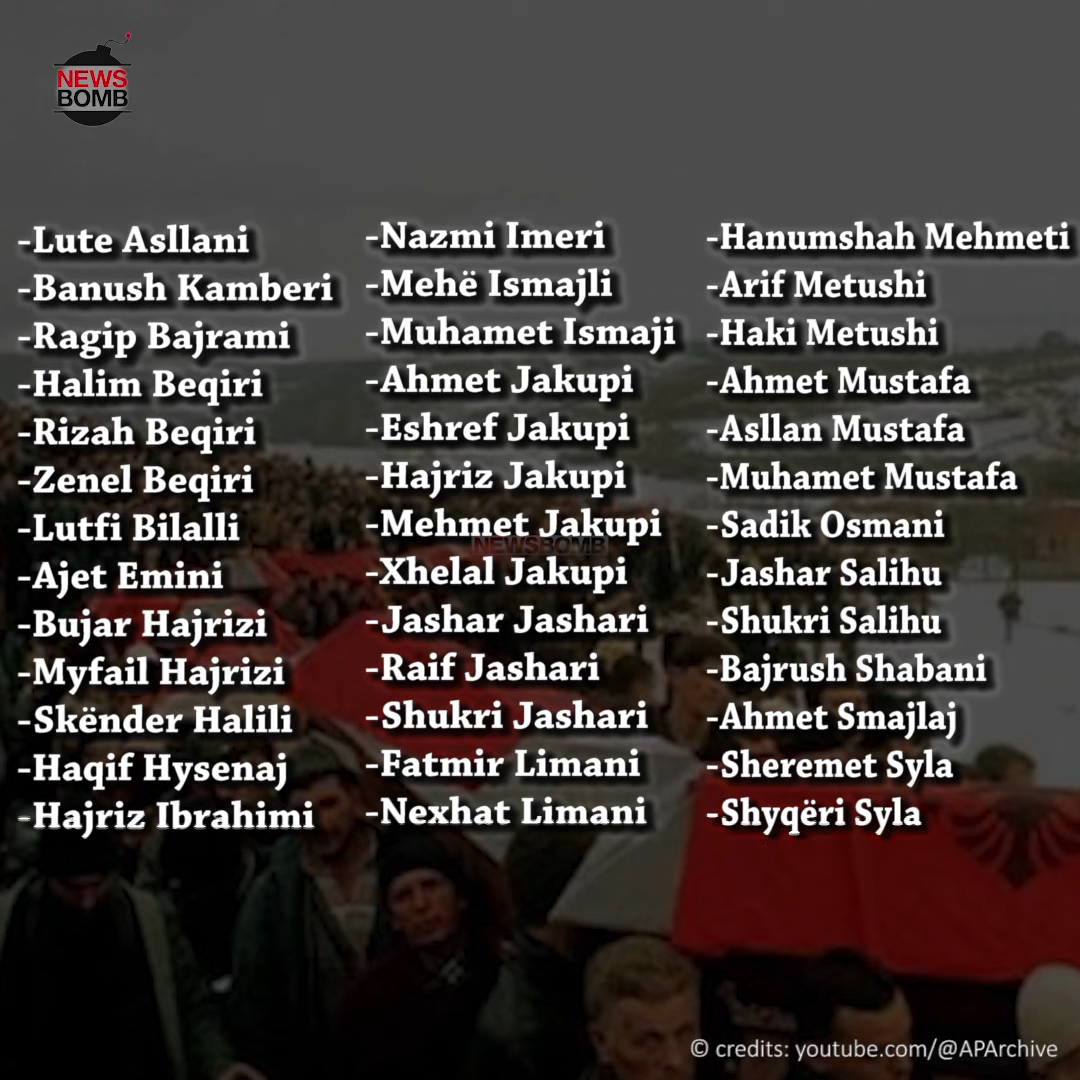 NEWS
BOMB
-Lute Asllani
-Banush Kamberi
-Ragip Bajrami
-Halim Beqiri
-Rizah Beqiri
-Zenel Beqiri
-Lutfi Bilalli
-Ajet Emini
-Bujar Hajrizi
-Myfail Hajrizi
-Skënder Halili
-Haqif Hysenaj
-Hajriz Ibrahimi
-Nazmi Imeri
-Mehë Ismajli
-Muhamet Ismaji
-Ahmet Jakupi
-Eshref Jakupi
-Hajriz Jakupi
-Mehmet Jakupi
NEWSBOMB
-Xhelal Jakupi
-Jashar Jashari
-Raif Jashari
-Shukri Jashari
-Fatmir Limani
-Nexhat Limani
-Hanumshah Mehmeti
-Arif Metushi
-Haki Metushi
-Ahmet Mustafa
-Asllan Mustafa
-Muhamet Mustafa
-Sadik Osmani
-Jashar Salihu
-Shukri Salihu
-Bajrush Shabani
-Ahmet Smajlaj
-Sheremet Syla
-Shyqëri Syla
© credits: youtube.com/@APArchive